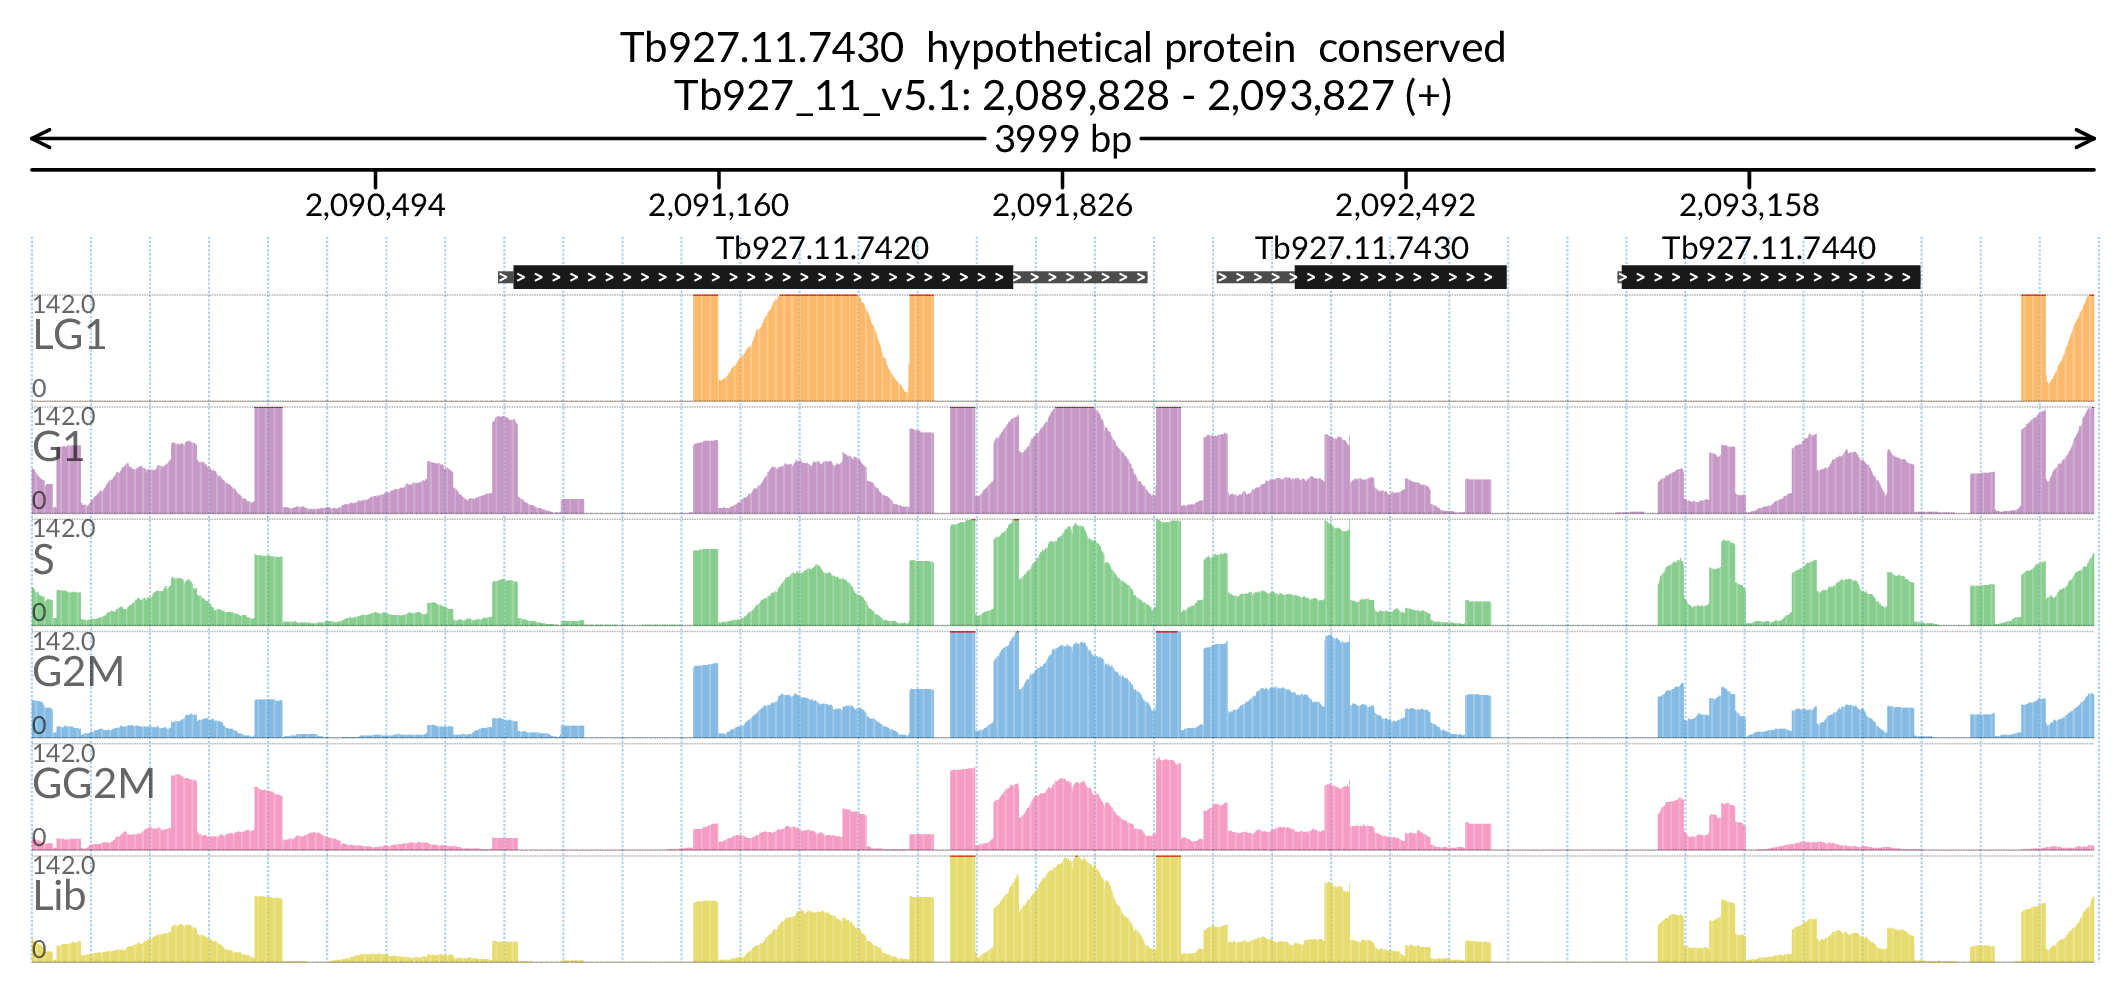 Tb927.11.7430 hypothetical protein conserved
Tb927_11_v5.1: 2,089,828 - 2,093,827 (+)
3999 bp
2,090,494 2,091,160 2,091,826 2,092,492 2,093,158
Tb927.11.7420 Tb927.11.7430 Tb927.11.7440
142.0
LG1
0
142.0
G1
0
142.0
S
0
142.0
G2M
0
142.0
GG2M
0
142.0
Lib
0